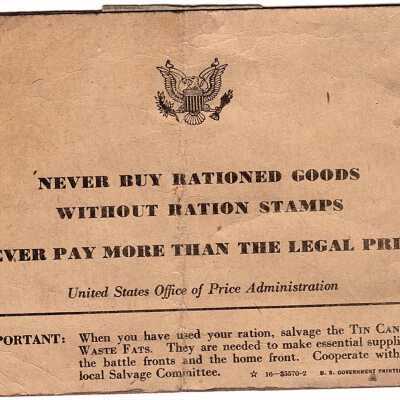 NEVER BUY RATIONED GOODS
WITHOUT RATION STAMPS
EVER PAY MORE THAN THE LEGAL PRI
United States Office of Price Administration
PORTANT: When you have used your ration, salvage the TIN CAN
WASTE FATS. They are needed to make essential suppli
the battle fronts and the home front. Cooperate with
local Salvage Committee. ☆ 16—35570-2 U. S. GOVERNMENT PRINTIN